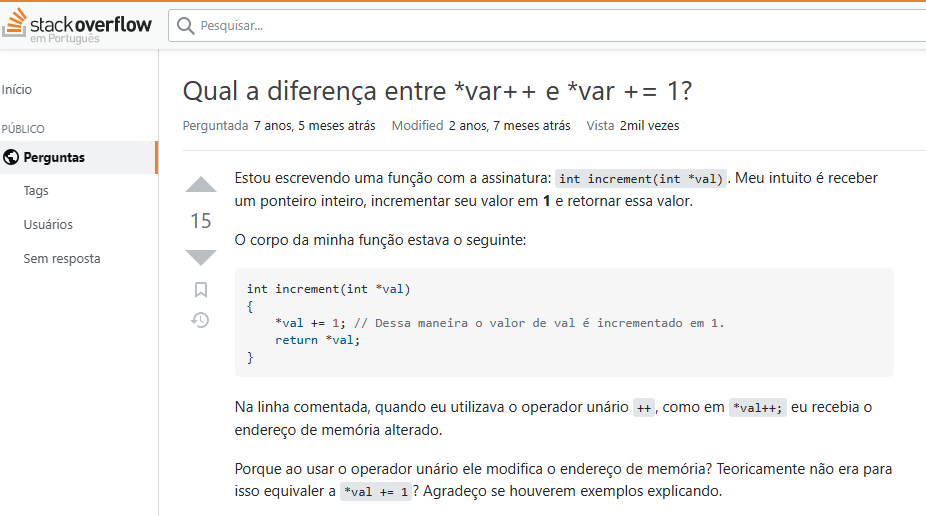 stackoverflow
em Português
Pesquisar...
Início
PÚBLICO
Perguntas
Tags
Usuários
Sem resposta
Qual a diferença entre *var++ e *var += 1?
Perguntada 7 anos, 5 meses atrás Modified 2 anos, 7 meses atrás Vista 2mil vezes
15
Estou escrevendo uma função com a assinatura: int increment(int *val). Meu intuito é receber
um ponteiro inteiro, incrementar seu valor em 1 e retornar essa valor.
O corpo da minha função estava o seguinte:
int increment(int *val)
{
    *val += 1; // Dessa maneira o valor de val é incrementado em 1.
    return *val;
}
Na linha comentada, quando eu utilizava o operador unário ++, como em *val++; eu recebia o
endereço de memória alterado.
Porque ao usar o operador unário ele modifica o endereço de memória? Teoricamente não era para
isso equivaler a *val += 1? Agradeço se houverem exemplos explicando.